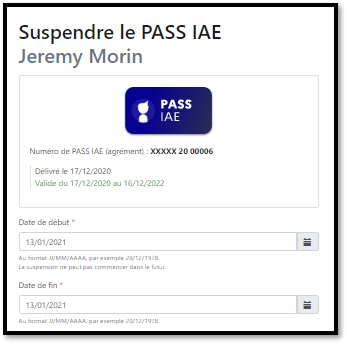 Suspendre le PASS IAE
Jeremy Morin
PASS
IAE
Numéro de PASS IAE (agrément) : XXXXX 20 00006
Délivré le 17/12/2020
Valide du 17/12/2020 au 16/12/2022
Date de début *
13/01/2021
Au format JJ/MM/AAAA, par exemple 20/12/1978.
La suspension ne peut pas commencer dans le futur.
Date de fin *
13/01/2021
Au format JJ/MM/AAAA, par exemple 20/12/1978.